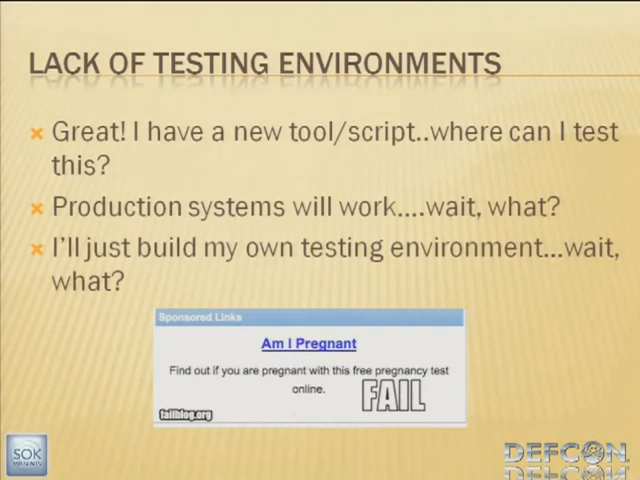 LACK OF TESTING ENVIRONMENTS
Great! I have a new tool/script..where can I test
this?
Production systems will work....wait, what?
I'll just build my own testing environment...wait,
what?
Sponsored Links
Am I Pregnant
Find out if you are pregnant with this free pregnancy test
online.
FAIL
failblog.org
SOK
PRESENTS
DEFCON